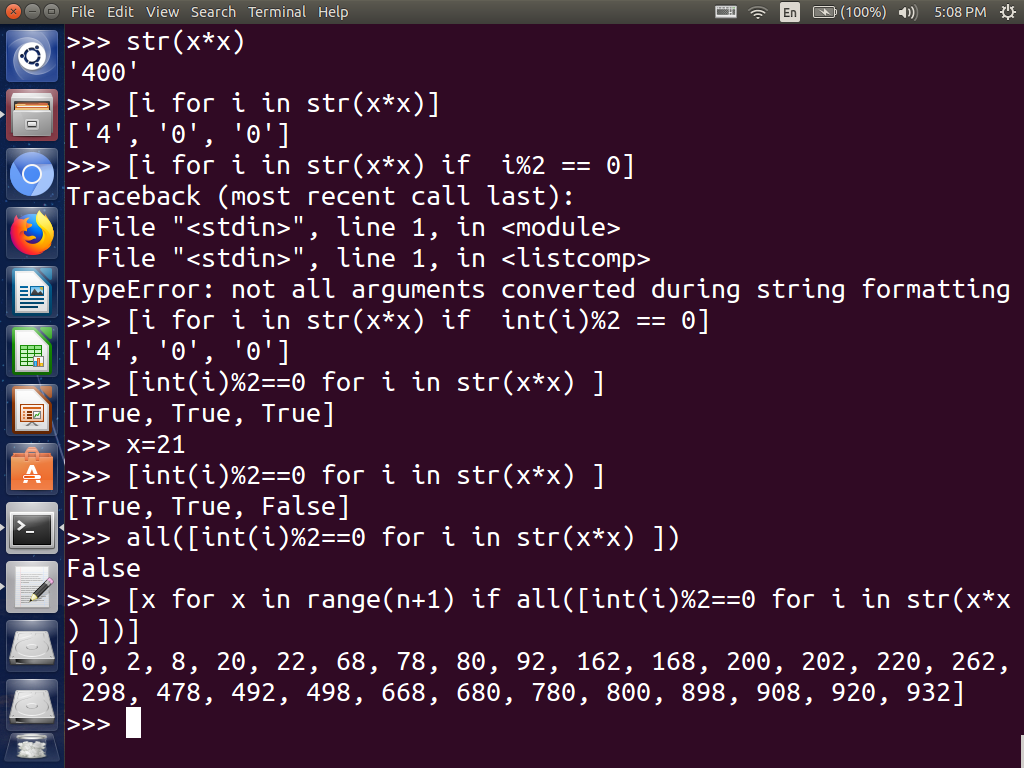 File Edit View Search Terminal Help En (100%) 5:08 PM
>>> str(x*x)
'400'
>>> [i for i in str(x*x)]
['4', '0', '0']
>>> [i for i in str(x*x) if  i%2 == 0]
Traceback (most recent call last):
  File "<stdin>", line 1, in <module>
  File "<stdin>", line 1, in <listcomp>
TypeError: not all arguments converted during string formatting
>>> [i for i in str(x*x) if  int(i)%2 == 0]
['4', '0', '0']
>>> [int(i)%2==0 for i in str(x*x) ]
[True, True, True]
>>> x=21
>>> [int(i)%2==0 for i in str(x*x) ]
[True, True, False]
>>> all([int(i)%2==0 for i in str(x*x) ])
False
>>> [x for x in range(n+1) if all([int(i)%2==0 for i in str(x*x
) ])]
[0, 2, 8, 20, 22, 68, 78, 80, 92, 162, 168, 200, 202, 220, 262,
 298, 478, 492, 498, 668, 680, 780, 800, 898, 908, 920, 932]
>>>